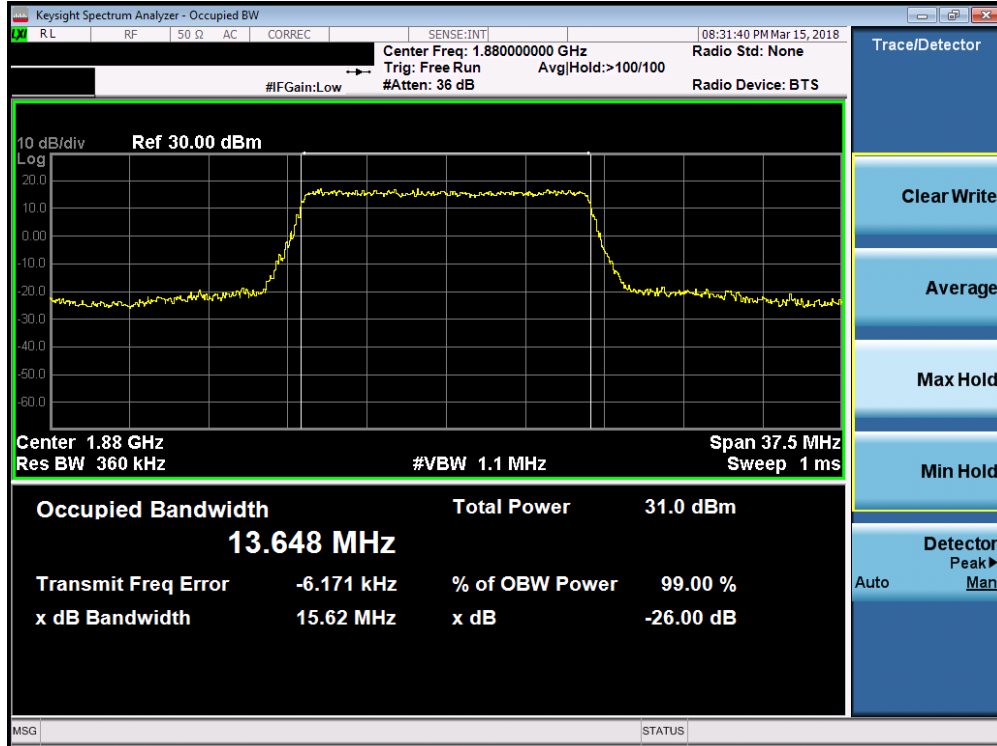 Keysight Spectrum Analyzer - Occupied BW
LXI RL RF 50 Ω AC CORREC SENSE:INT 08:31:40 PM Mar 15, 2018
Center Freq: 1.880000000 GHz Radio Std: None
Trig: Free Run Avg|Hold:>100/100
#IFGain:Low #Atten: 36 dB Radio Device: BTS
Trace/Detector
10 dB/div Ref 30.00 dBm
Log
20.0
10.0
0.00
-10.0
-20.0
-30.0
-40.0
-50.0
-60.0
Center 1.88 GHz Span 37.5 MHz
Res BW 360 kHz #VBW 1.1 MHz Sweep 1 ms
Occupied Bandwidth Total Power 31.0 dBm
13.648 MHz
Transmit Freq Error -6.171 kHz % of OBW Power 99.00 %
x dB Bandwidth 15.62 MHz x dB -26.00 dB
Clear Write
Average
Max Hold
Min Hold
Detector
Peak▶
Auto Man
MSG STATUS